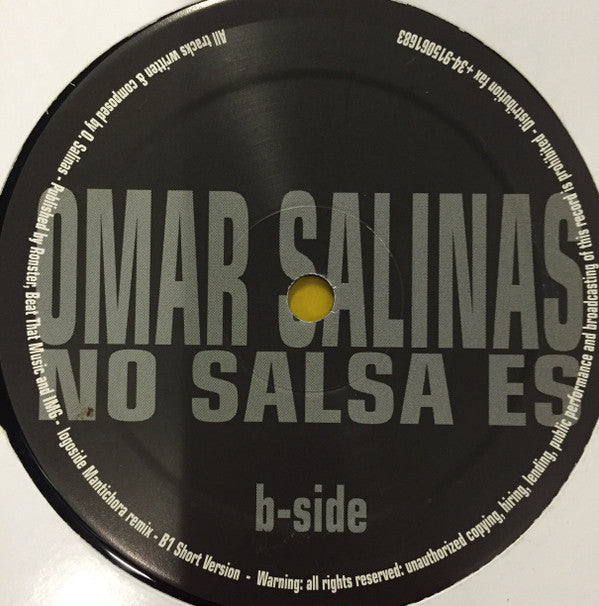 OMAR SALINAS
NO SALSA ES
b-side
All tracks written & composed by O. Salinas - Published by Ronster, Beat That Music and IMG - logoside Mantichora remix - B1 Short Version - Warning: all rights reserved: unauthorized copying, hiring, lending, public performance and broadcasting of this record is prohibited - Distribution fax +34-915061683